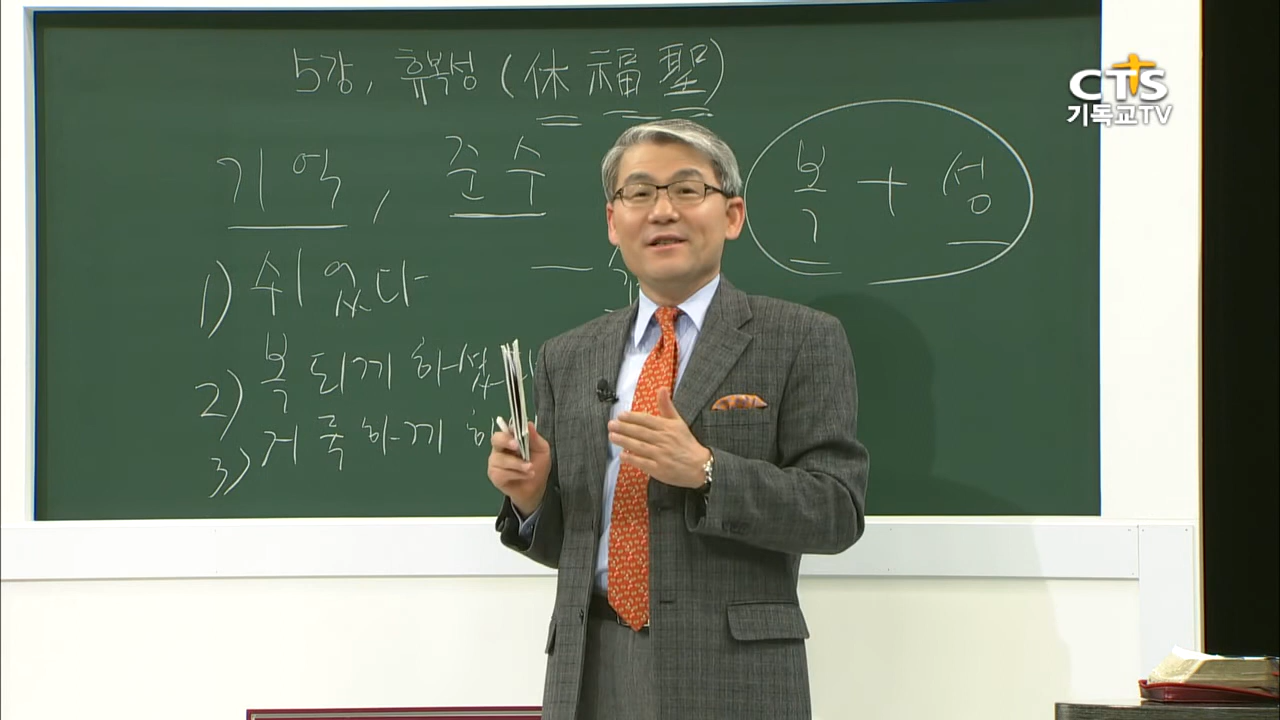 5강, 휴복성 (休福聖)
CTS
기독교TV
기억, 준수
복 + 성
1) 쉬었다 -
2) 복되게 하셨
3) 거룩하게 하